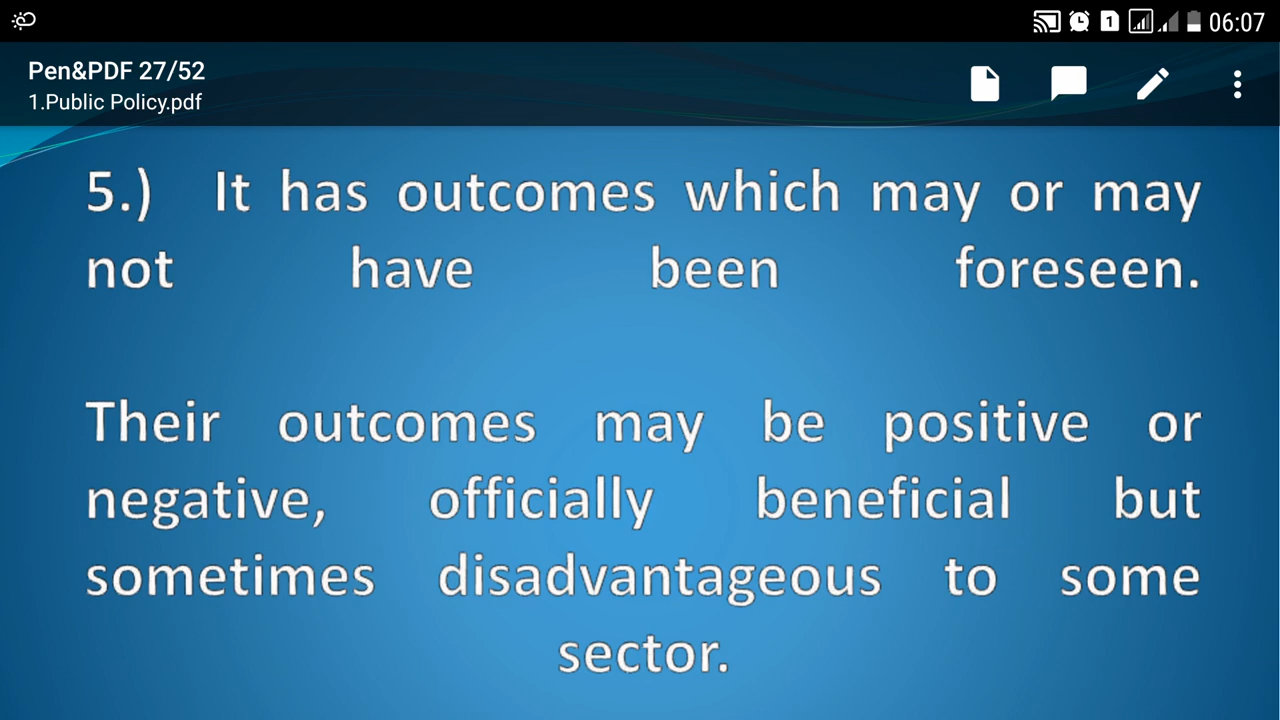 1 06:07
Pen&PDF 27/52
1.Public Policy.pdf
5.) It has outcomes which may or may
not have been foreseen.
Their outcomes may be positive or
negative, officially beneficial but
sometimes disadvantageous to some
sector.